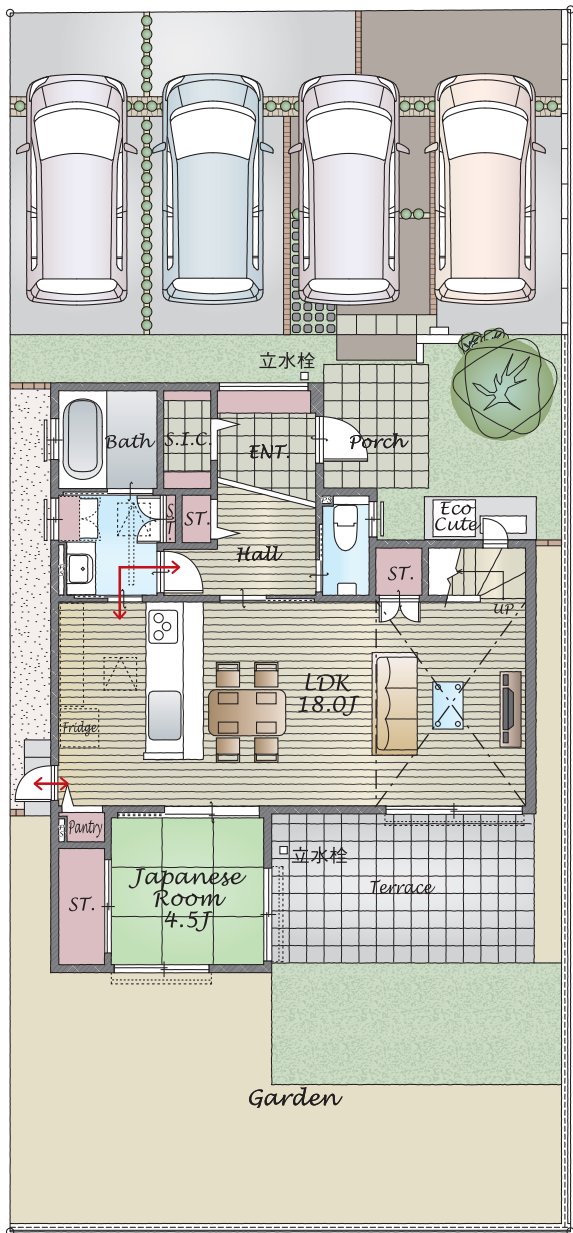 立水栓
Bath
S.I.C.
ENT.
Porch
S
T
ST.
Eco
Cute
Hall
ST.
UP.
LDK
18.0J
Fridge
Pantry
立水栓
Japanese
Room
4.5J
ST.
Terrace
Garden